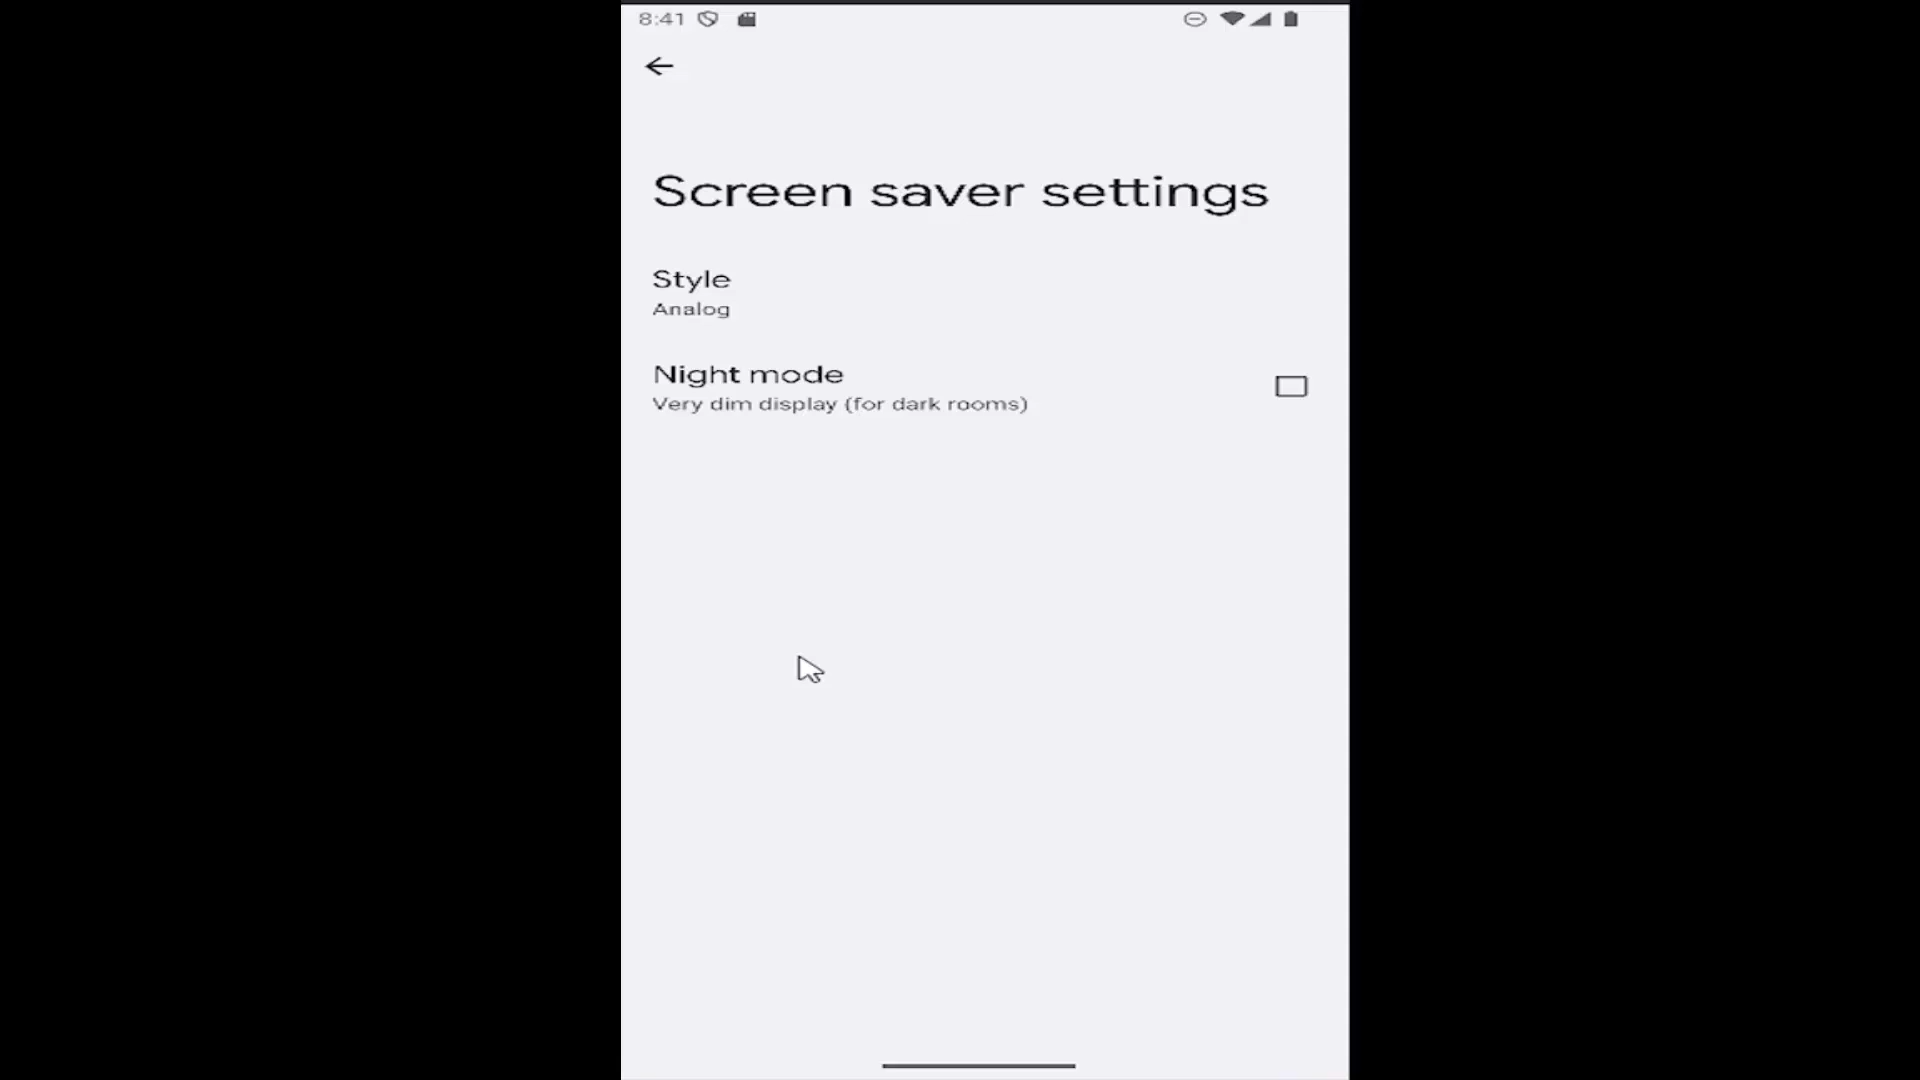 8:41
Screen saver settings
Style
Analog
Night mode
Very dim display (for dark rooms)